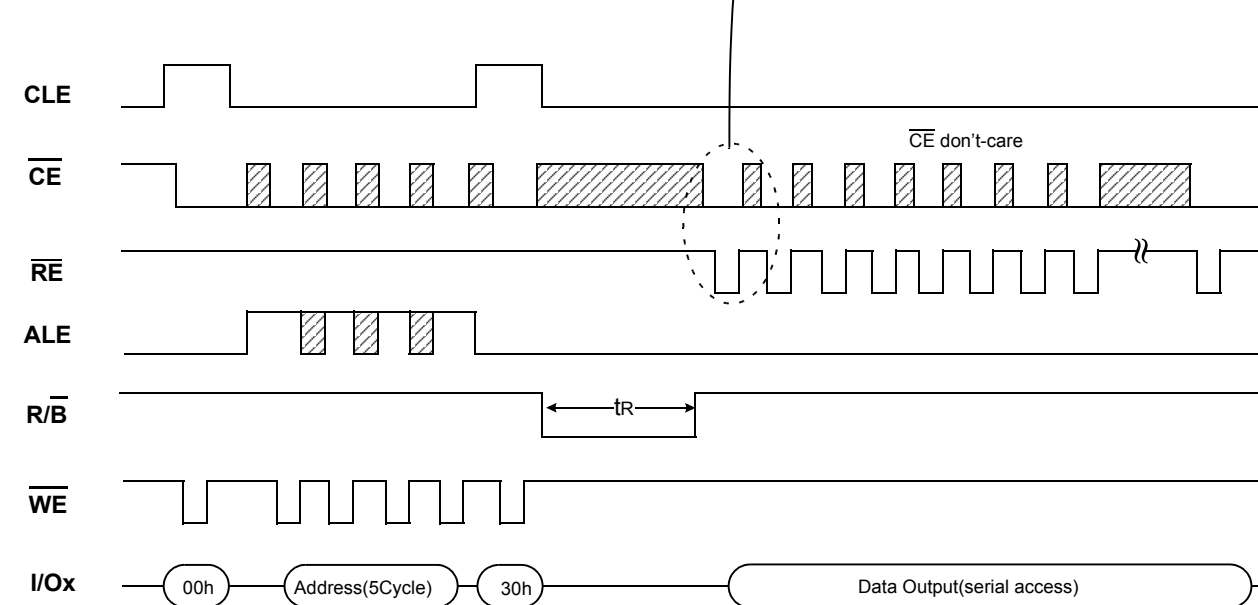 CLE
CE don't-care
CE
RE
ALE
R/B
tR
WE
I/Ox
00h
Address(5Cycle)
30h
Data Output(serial access)